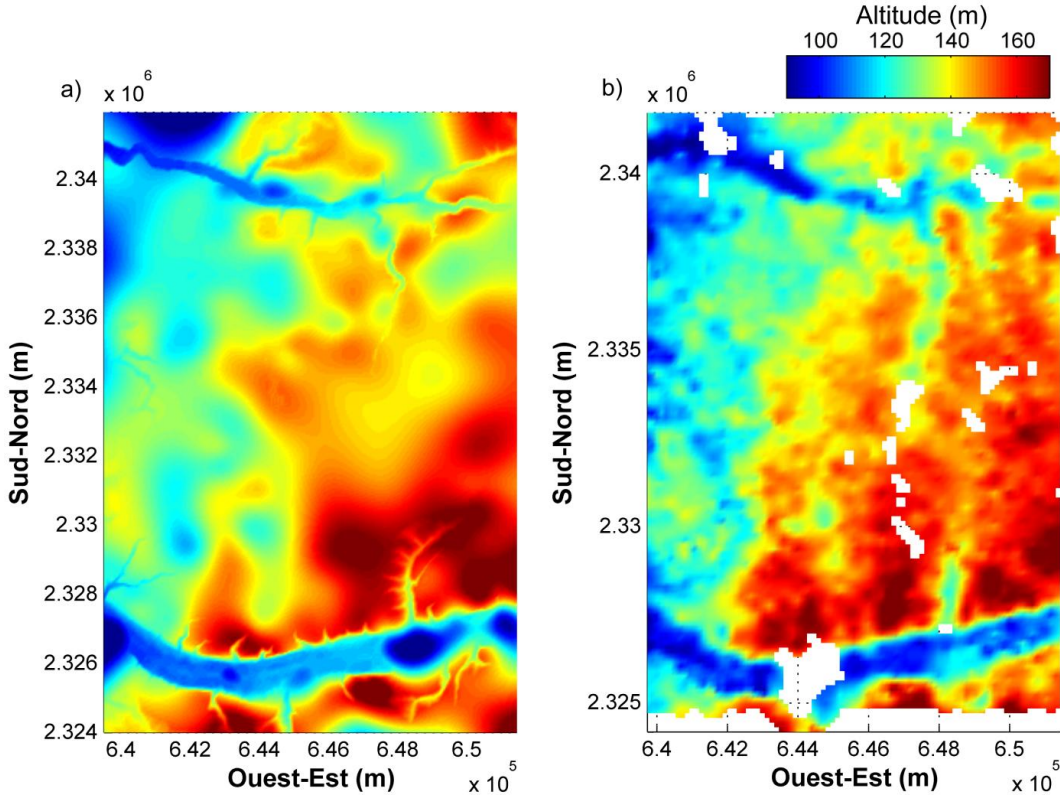 Altitude (m)
100 120 140 160
a) x 10 6
b) x 10 6
2.34
2.338
2.336
2.334
2.332
2.33
2.328
2.326
2.324
Sud-Nord (m)
6.4 6.42 6.44 6.46 6.48 6.5
Ouest-Est (m)
x 10 5
2.34
2.335
2.33
2.325
Sud-Nord (m)
6.4 6.42 6.44 6.46 6.48 6.5
Ouest-Est (m)
x 10 5